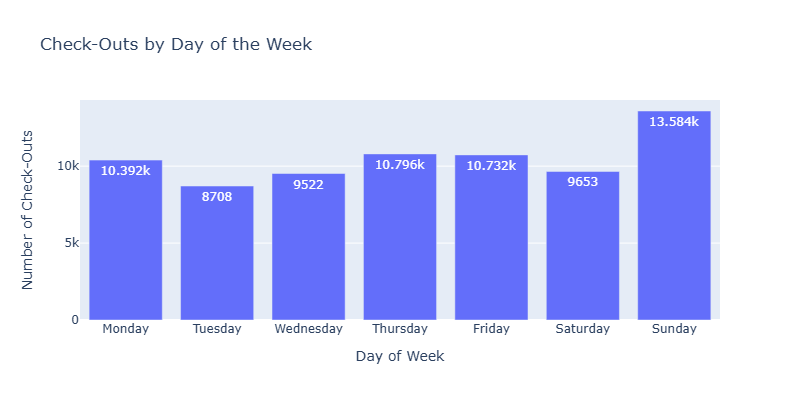 Check-Outs by Day of the Week
Number of Check-Outs
10k
5k
0
10.392k
8708
9522
10.796k
10.732k
9653
13.584k
Monday
Tuesday
Wednesday
Thursday
Friday
Saturday
Sunday
Day of Week